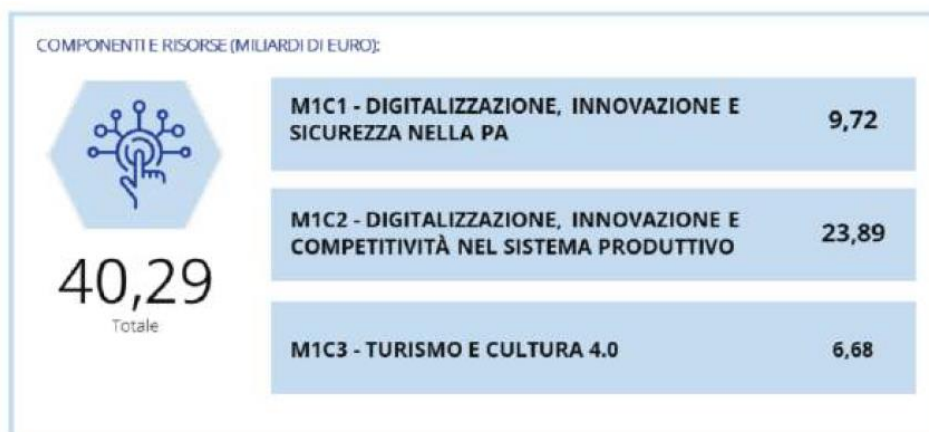 COMPONENTI E RISORSE (MILIARDI DI EURO):
M1C1 - DIGITALIZZAZIONE, INNOVAZIONE E
SICUREZZA NELLA PA
9,72
M1C2 - DIGITALIZZAZIONE, INNOVAZIONE E
COMPETITIVITÀ NEL SISTEMA PRODUTTIVO
23,89
40,29
Totale
M1C3 - TURISMO E CULTURA 4.0
6,68